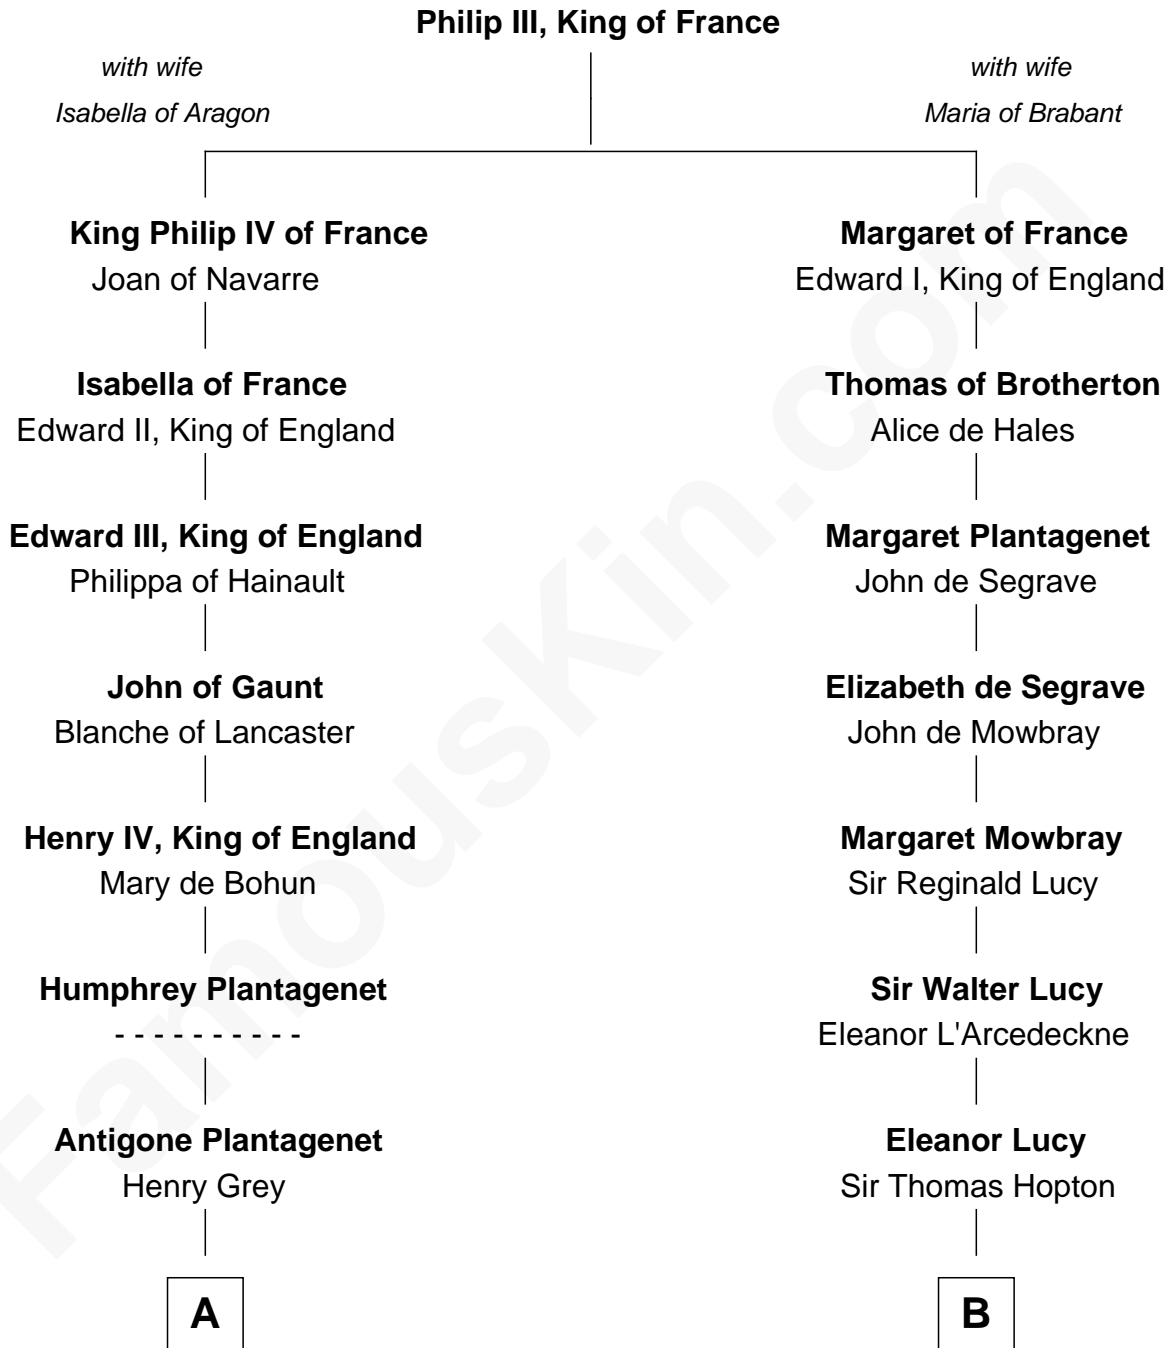 Philip III, King of France
with wife
Isabella of Aragon
with wife
Maria of Brabant
King Philip IV of France
Joan of Navarre
Margaret of France
Edward I, King of England
Isabella of France
Edward II, King of England
Thomas of Brotherton
Alice de Hales
Edward III, King of England
Philippa of Hainault
Margaret Plantagenet
John de Segrave
John of Gaunt
Blanche of Lancaster
Elizabeth de Segrave
John de Mowbray
Henry IV, King of England
Mary de Bohun
Margaret Mowbray
Sir Reginald Lucy
Humphrey Plantagenet
- - - - - - - - - -
Sir Walter Lucy
Eleanor L'Arcedeckne
Antigone Plantagenet
Henry Grey
Eleanor Lucy
Sir Thomas Hopton
A
B
FamousKin.com